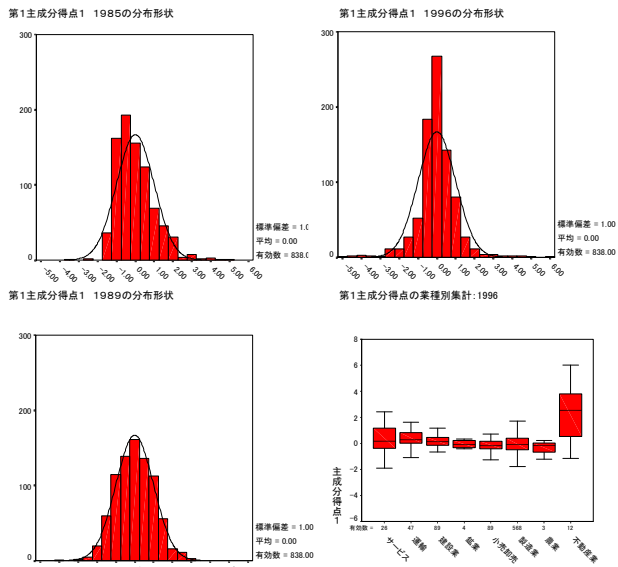 第1主成分得点1 1985の分布形状
300
200
100
0
-5.00 -4.00 -3.00 -2.00 -1.00 0.00 1.00 2.00 3.00 4.00 5.00 6.00
標準偏差 = 1.0
平均 = 0.00
有効数 = 838.0
第1主成分得点1 1996の分布形状
300
200
100
0
-5.00 -4.00 -3.00 -2.00 -1.00 0.00 1.00 2.00 3.00 4.00 5.00 6.00
標準偏差 = 1.00
平均 = 0.00
有効数 = 838.00
第1主成分得点1 1989の分布形状
300
200
100
0
標準偏差 = 1.00
平均 = 0.00
有効数 = 838.00
第1主成分得点の業種別集計:1996
8
6
4
2
0
-2
-4
-6
主成分得点1
有効数 = 26 47 89 4 89 568 3 12
サービス 運輸 建設業 鉱業 小売卸売 製造業 農業 不動産業